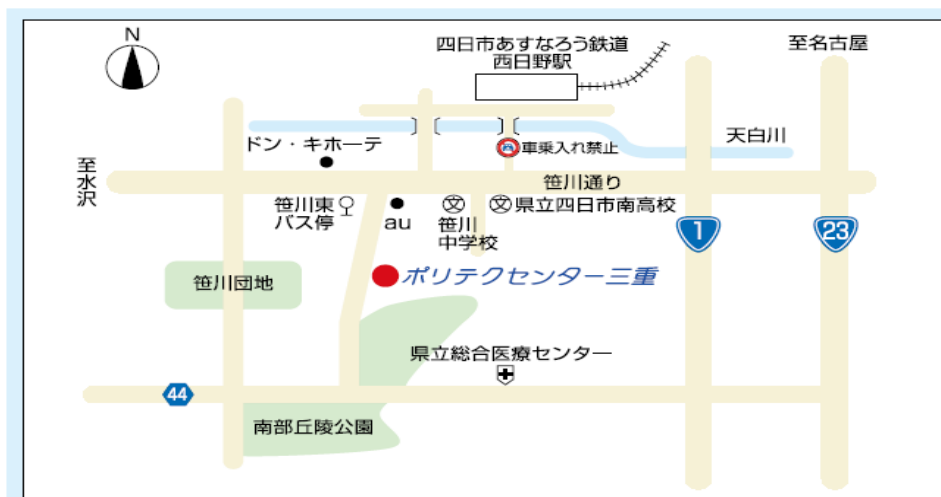 N
四日市あすなろう鉄道
西日野駅
至名古屋
天白川
ドン・キホーテ
車乗入れ禁止
至水沢
笹川通り
笹川東
バス停
au
文
笹川
中学校
文
県立四日市南高校
1
23
笹川団地
ポリテクセンター三重
県立総合医療センター
44
南部丘陵公園